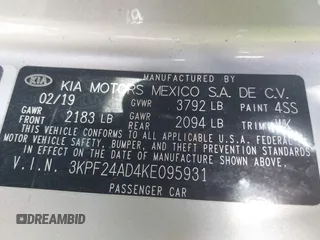 MANUFACTURED BY
KIA KIA MOTORS MEXICO S.A. DE C.V.
02/19 GVWR 3792 LB PAINT 4SS
GAWR FRONT 2183 LB GAWR REAR 2094 LB TRIM WK
THIS VEHICLE CONFORMS TO ALL APPLICABLE U.S.A. FEDERAL
MOTOR VEHICLE SAFETY, BUMPER, AND THEFT PREVENTION
STANDARDS IN EFFECT ON THE DATE OF MANUFACTURE SHOWN ABOVE.
V.I.N. 3KPF24AD4KE095931
PASSENGER CAR
DREAMBID